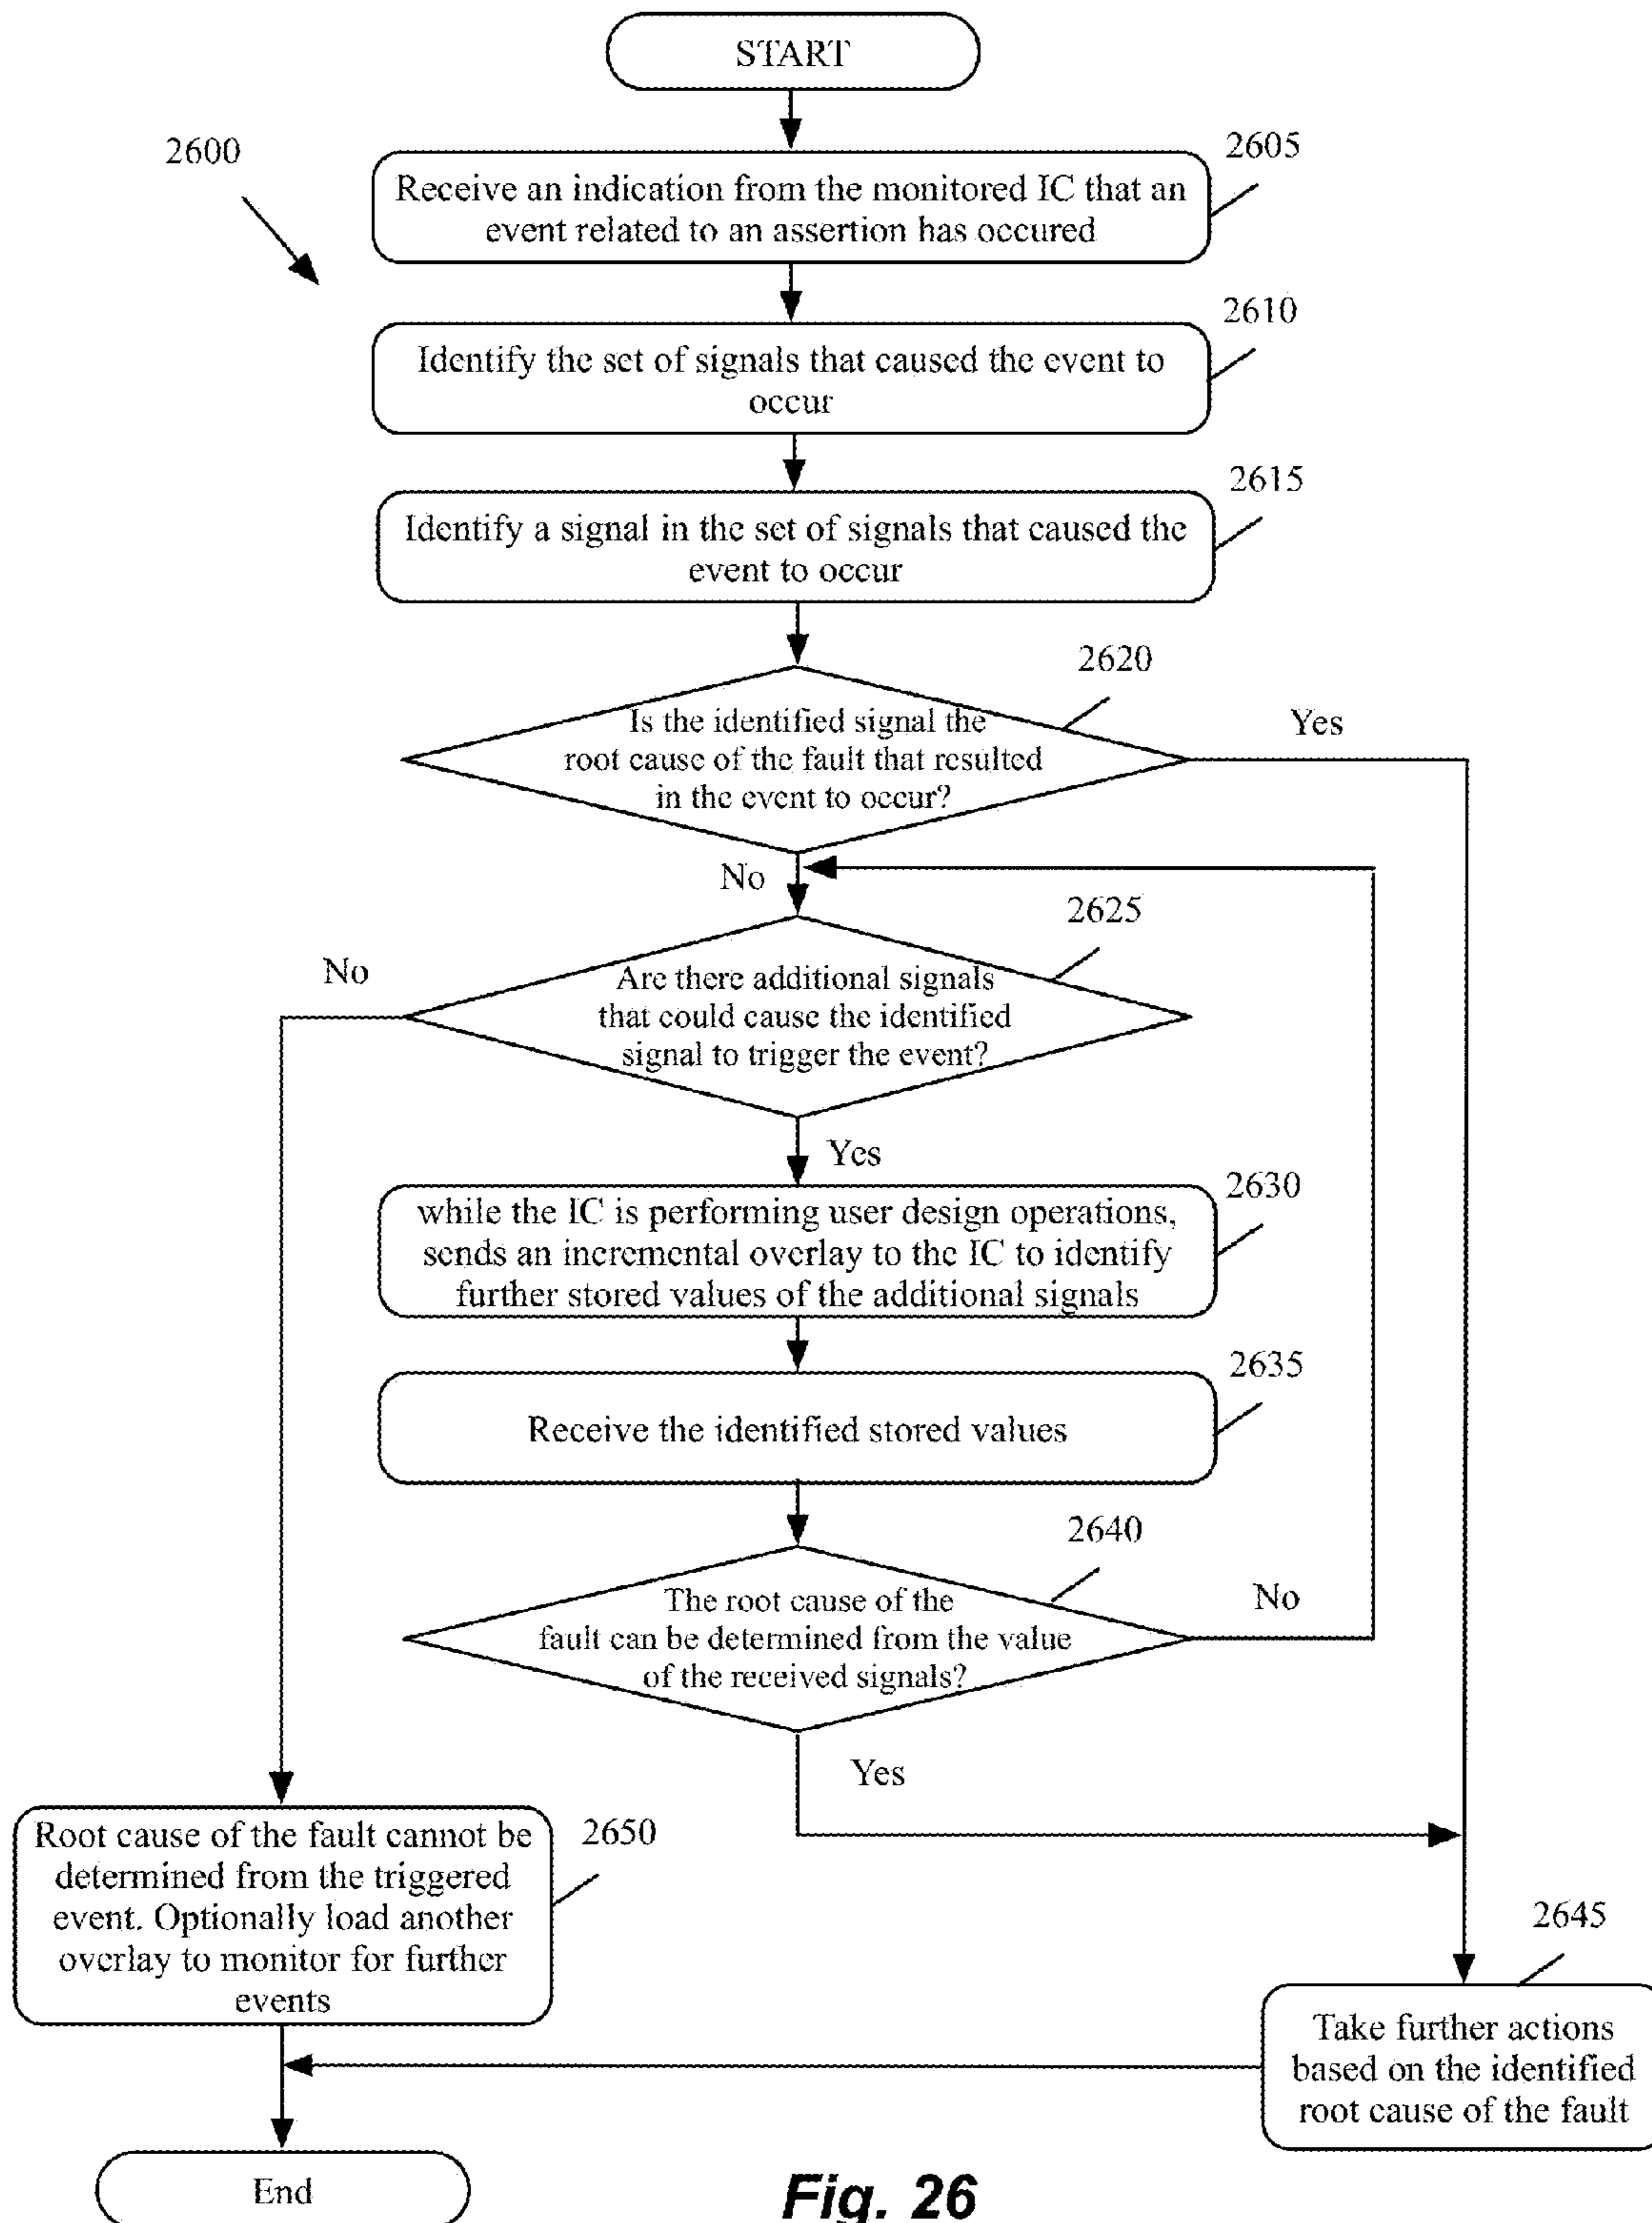 START
2600
2605
Receive an indication from the monitored IC that an
event related to an assertion has occured
2610
Identify the set of signals that caused the event to
occur
2615
Identify a signal in the set of signals that caused the
event to occur
2620
Is the identified signal the
root cause of the fault that resulted
in the event to occur?
Yes
No
2625
Are there additional signals
that could cause the identified
signal to trigger the event?
No
Yes
2630
while the IC is performing user design operations,
sends an incremental overlay to the IC to identify
further stored values of the additional signals
2635
Receive the identified stored values
2640
The root cause of the
fault can be determined from the value
of the received signals?
No
Yes
2650
Root cause of the fault cannot be
determined from the triggered
event. Optionally load another
overlay to monitor for further
events
2645
Take further actions
based on the identified
root cause of the fault
End
Fig. 26